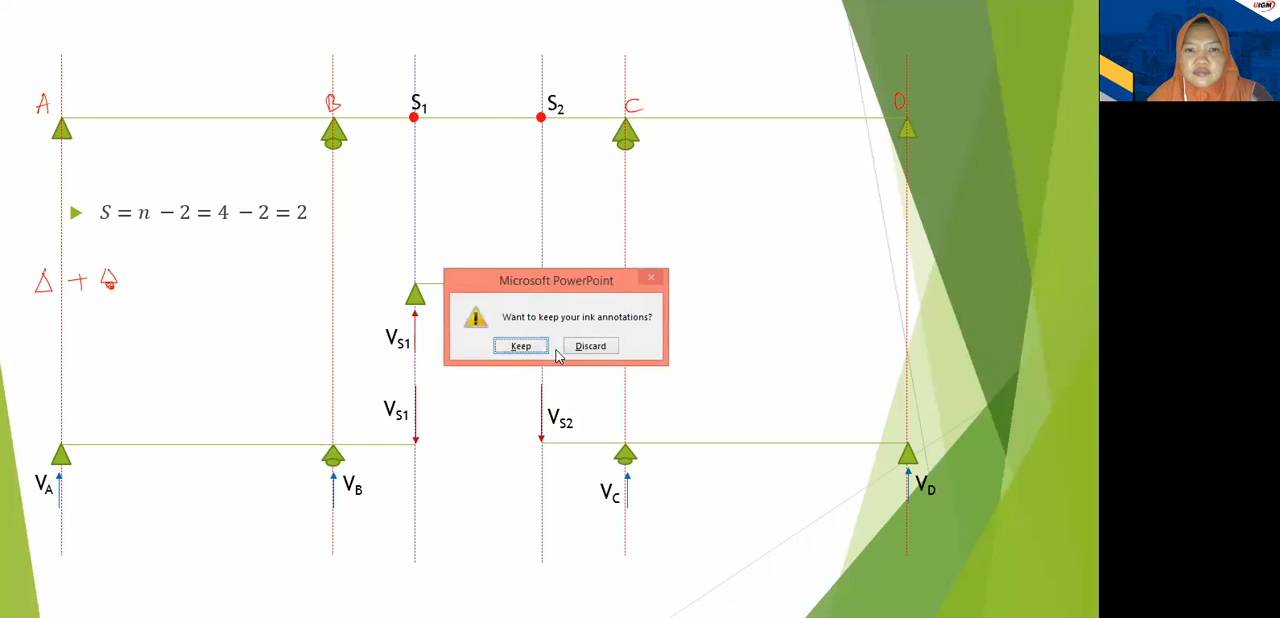 UIGM
A B S1 S2 C D
S = n − 2 = 4 − 2 = 2
Δ +
Microsoft PowerPoint
Want to keep your ink annotations?
Keep Discard
VS1
VS1 VS2
VA VB VC VD